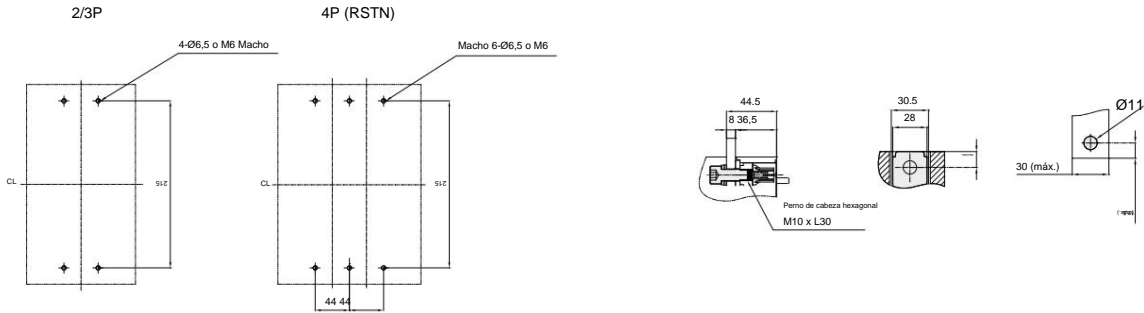 2/3P
4P (RSTN)
4-Ø6,5 o M6 Macho
Macho 6-Ø6,5 o M6
CL
215
CL
215
44 44
44.5
8 36,5
Perno de cabeza hexagonal
M10 x L30
30.5
28
Ø11
30 (máx.)